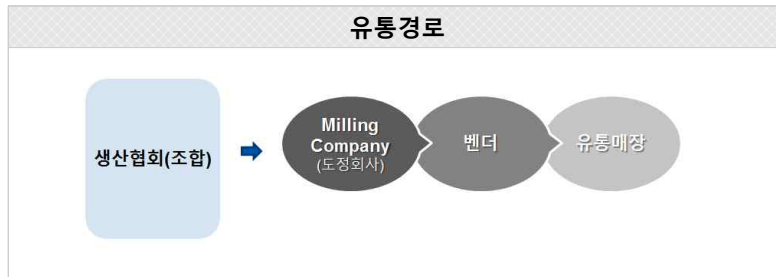 유통경로
생산협회(조합)
Milling
Company
(도정회사)
벤더
유통매장